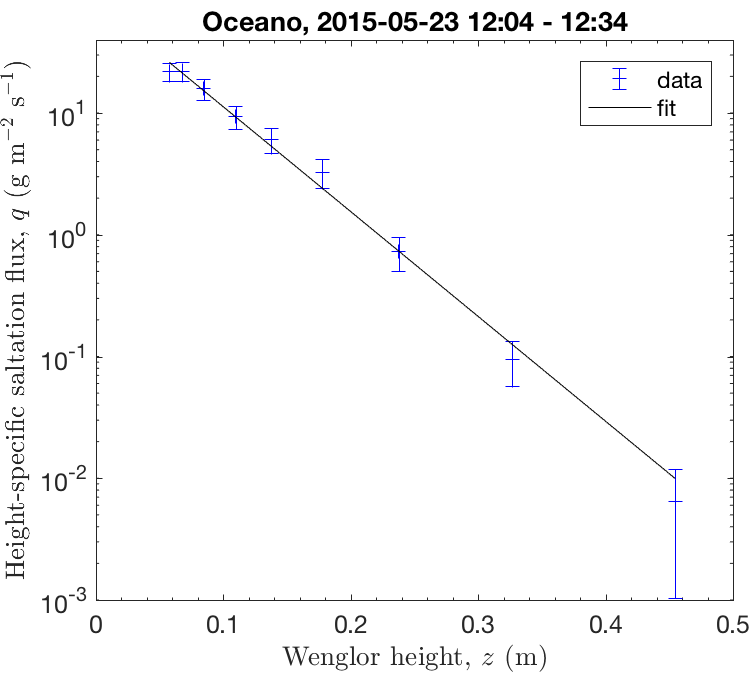 Oceano, 2015-05-23 12:04 - 12:34
Height-specific saltation flux, q (g m⁻² s⁻¹)
data
fit
10¹
10⁰
10⁻¹
10⁻²
10⁻³
0 0.1 0.2 0.3 0.4 0.5
Wenglor height, z (m)